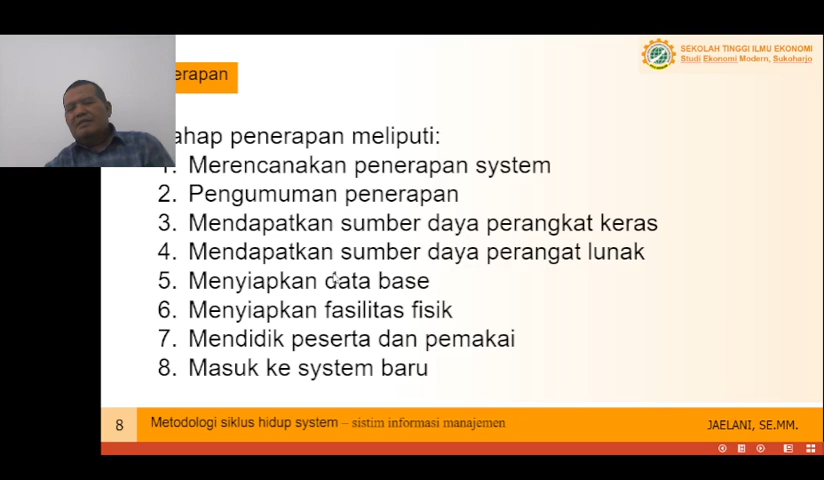 SEKOLAH TINGGI ILMU EKONOMI
Studi Ekonomi Modern, Sukoharjo
erapan
ahap penerapan meliputi:
1. Merencanakan penerapan system
2. Pengumuman penerapan
3. Mendapatkan sumber daya perangkat keras
4. Mendapatkan sumber daya perangat lunak
5. Menyiapkan data base
6. Menyiapkan fasilitas fisik
7. Mendidik peserta dan pemakai
8. Masuk ke system baru
8 Metodologi siklus hidup system – sistim informasi manajemen JAELANI, SE.MM.